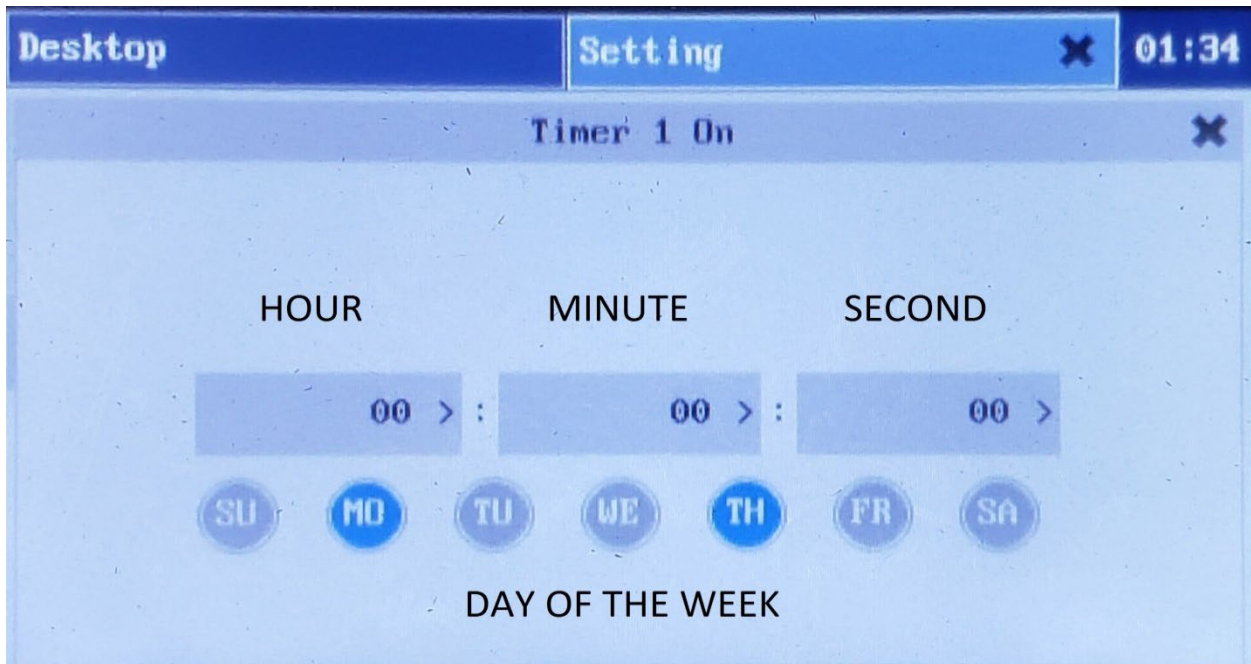 Desktop Setting 01:34
Timer 1 On
HOUR MINUTE SECOND
00 > : 00 > : 00 >
SU MO TU WE TH FR SA
DAY OF THE WEEK